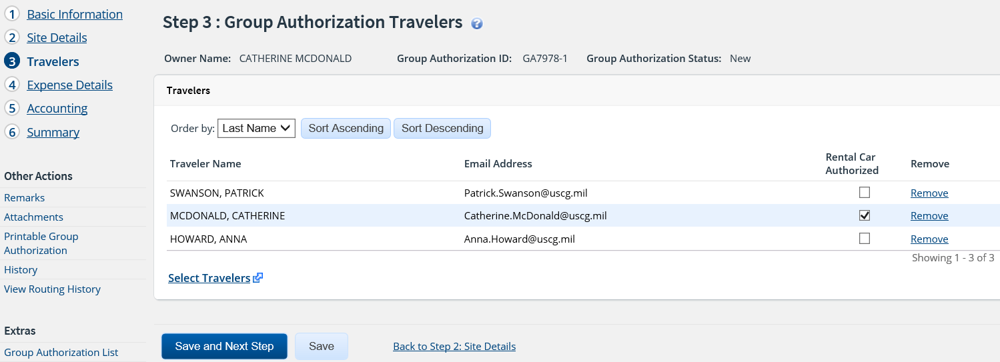 1 Basic Information
2 Site Details
3 Travelers
4 Expense Details
5 Accounting
6 Summary
Other Actions
Remarks
Attachments
Printable Group
Authorization
History
View Routing History
Extras
Group Authorization List
Step 3 : Group Authorization Travelers ?
Owner Name: CATHERINE MCDONALD Group Authorization ID: GA7978-1 Group Authorization Status: New
Travelers
Order by: Last Name Sort Ascending Sort Descending
Traveler Name Email Address Rental Car Authorized Remove
SWANSON, PATRICK Patrick.Swanson@uscg.mil Remove
MCDONALD, CATHERINE Catherine.McDonald@uscg.mil Remove
HOWARD, ANNA Anna.Howard@uscg.mil Remove
Showing 1 - 3 of 3
Select Travelers
Save and Next Step Save Back to Step 2: Site Details